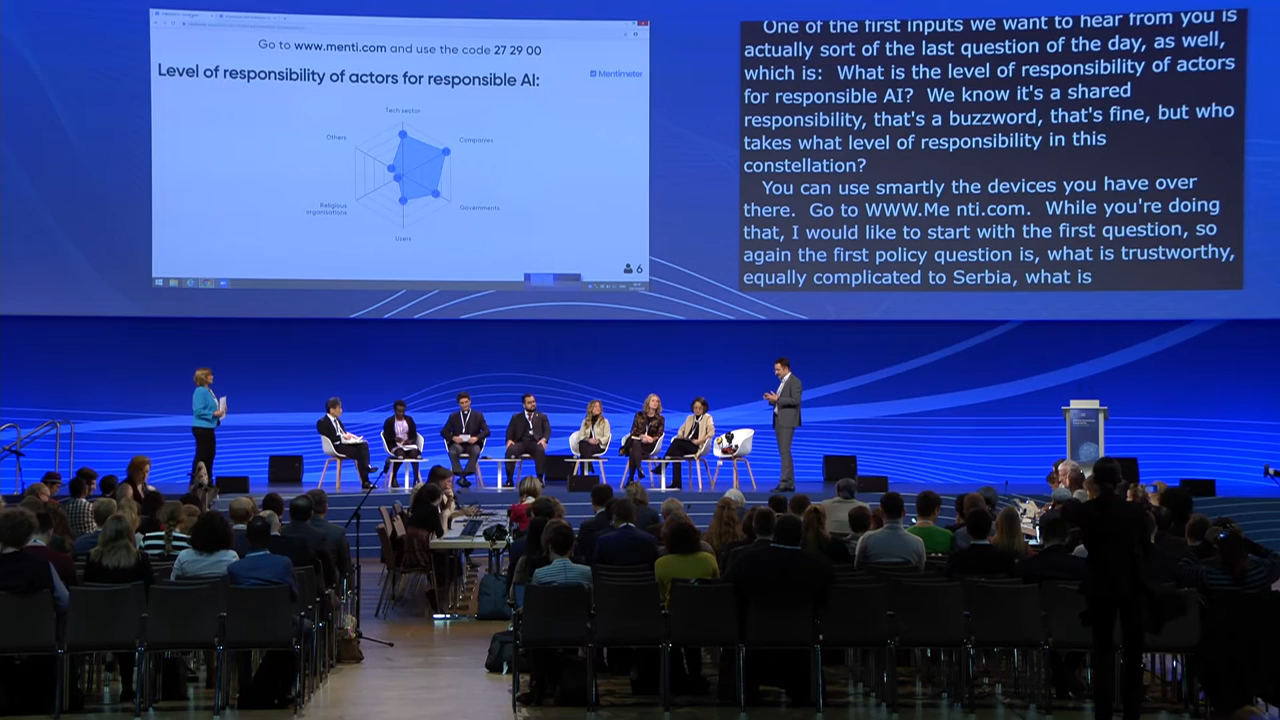 Go to www.menti.com and use the code 27 29 00
Level of responsibility of actors for responsible AI:
Mentimeter
Tech sector
Others
Companies
Religious
organisations
Governments
Users
6
One of the first inputs we want to hear from you is
actually sort of the last question of the day, as well,
which is:  What is the level of responsibility of actors
for responsible AI?  We know it's a shared
responsibility, that's a buzzword, that's fine, but who
takes what level of responsibility in this
constellation?
You can use smartly the devices you have over
there.  Go to WWW.Me nti.com.  While you're doing
that, I would like to start with the first question, so
again the first policy question is, what is trustworthy,
equally complicated to Serbia, what is